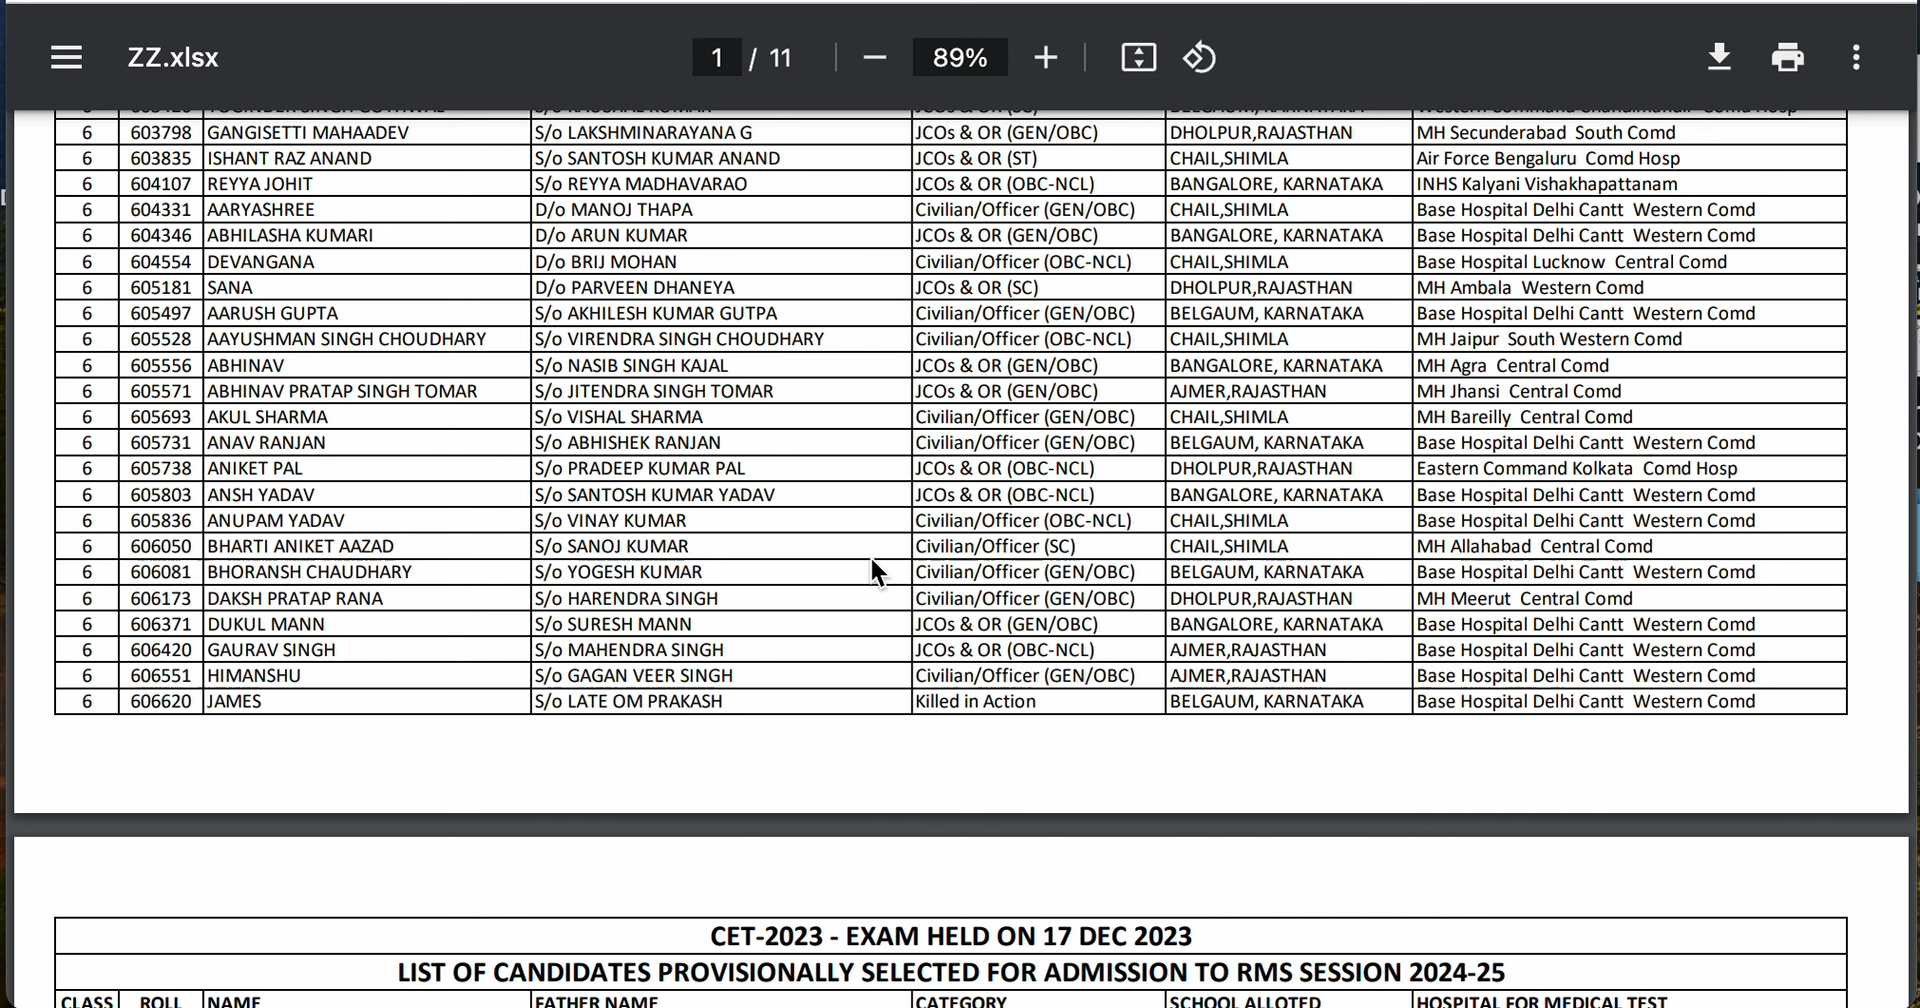 ZZ.xlsx 1 / 11 89%
6 603798 GANGISETTI MAHAADEV S/o LAKSHMINARAYANA G JCOs & OR (GEN/OBC) DHOLPUR,RAJASTHAN MH Secunderabad South Comd
6 603835 ISHANT RAZ ANAND S/o SANTOSH KUMAR ANAND JCOs & OR (ST) CHAIL,SHIMLA Air Force Bengaluru Comd Hosp
6 604107 REYYA JOHIT S/o REYYA MADHAVARAO JCOs & OR (OBC-NCL) BANGALORE, KARNATAKA INHS Kalyani Vishakhapattanam
6 604331 AARYASHREE D/o MANOJ THAPA Civilian/Officer (GEN/OBC) CHAIL,SHIMLA Base Hospital Delhi Cantt Western Comd
6 604346 ABHILASHA KUMARI D/o ARUN KUMAR JCOs & OR (GEN/OBC) BANGALORE, KARNATAKA Base Hospital Delhi Cantt Western Comd
6 604554 DEVANGANA D/o BRIJ MOHAN Civilian/Officer (OBC-NCL) CHAIL,SHIMLA Base Hospital Lucknow Central Comd
6 605181 SANA D/o PARVEEN DHANEYA JCOs & OR (SC) DHOLPUR,RAJASTHAN MH Ambala Western Comd
6 605497 AARUSH GUPTA S/o AKHILESH KUMAR GUTPA Civilian/Officer (GEN/OBC) BELGAUM, KARNATAKA Base Hospital Delhi Cantt Western Comd
6 605528 AAYUSHMAN SINGH CHOUDHARY S/o VIRENDRA SINGH CHOUDHARY Civilian/Officer (OBC-NCL) CHAIL,SHIMLA MH Jaipur South Western Comd
6 605556 ABHINAV S/o NASIB SINGH KAJAL JCOs & OR (GEN/OBC) BANGALORE, KARNATAKA MH Agra Central Comd
6 605571 ABHINAV PRATAP SINGH TOMAR S/o JITENDRA SINGH TOMAR JCOs & OR (GEN/OBC) AJMER,RAJASTHAN MH Jhansi Central Comd
6 605693 AKUL SHARMA S/o VISHAL SHARMA Civilian/Officer (GEN/OBC) CHAIL,SHIMLA MH Bareilly Central Comd
6 605731 ANAV RANJAN S/o ABHISHEK RANJAN Civilian/Officer (GEN/OBC) BELGAUM, KARNATAKA Base Hospital Delhi Cantt Western Comd
6 605738 ANIKET PAL S/o PRADEEP KUMAR PAL JCOs & OR (OBC-NCL) DHOLPUR,RAJASTHAN Eastern Command Kolkata Comd Hosp
6 605803 ANSH YADAV S/o SANTOSH KUMAR YADAV JCOs & OR (OBC-NCL) BANGALORE, KARNATAKA Base Hospital Delhi Cantt Western Comd
6 605836 ANUPAM YADAV S/o VINAY KUMAR Civilian/Officer (OBC-NCL) CHAIL,SHIMLA Base Hospital Delhi Cantt Western Comd
6 606050 BHARTI ANIKET AAZAD S/o SANOJ KUMAR Civilian/Officer (SC) CHAIL,SHIMLA MH Allahabad Central Comd
6 606081 BHORANSH CHAUDHARY S/o YOGESH KUMAR Civilian/Officer (GEN/OBC) BELGAUM, KARNATAKA Base Hospital Delhi Cantt Western Comd
6 606173 DAKSH PRATAP RANA S/o HARENDRA SINGH Civilian/Officer (GEN/OBC) DHOLPUR,RAJASTHAN MH Meerut Central Comd
6 606371 DUKUL MANN S/o SURESH MANN JCOs & OR (GEN/OBC) BANGALORE, KARNATAKA Base Hospital Delhi Cantt Western Comd
6 606420 GAURAV SINGH S/o MAHENDRA SINGH JCOs & OR (OBC-NCL) AJMER,RAJASTHAN Base Hospital Delhi Cantt Western Comd
6 606551 HIMANSHU S/o GAGAN VEER SINGH Civilian/Officer (GEN/OBC) AJMER,RAJASTHAN Base Hospital Delhi Cantt Western Comd
6 606620 JAMES S/o LATE OM PRAKASH Killed in Action BELGAUM, KARNATAKA Base Hospital Delhi Cantt Western Comd
CET-2023 - EXAM HELD ON 17 DEC 2023
LIST OF CANDIDATES PROVISIONALLY SELECTED FOR ADMISSION TO RMS SESSION 2024-25
CLASS ROLL NAME FATHER NAME CATEGORY SCHOOL ALLOTED HOSPITAL FOR MEDICAL TEST